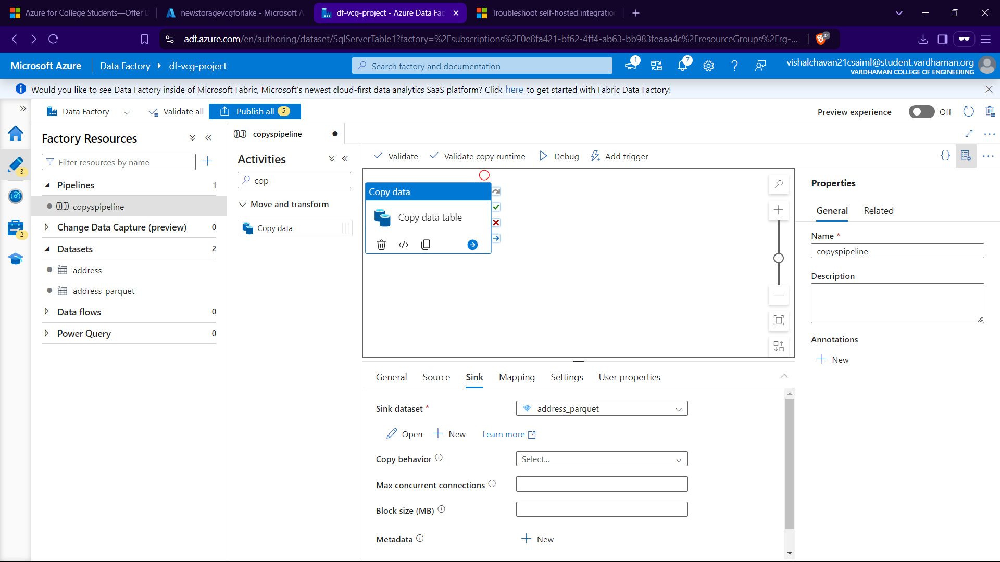 Azure for College Students—Offer D
newstoragevcgforlake - Microsoft A
df-vcg-project - Azure Data Fac
Troubleshoot self-hosted integration
adf.azure.com/en/authoring/dataset/SqlServerTable1?factory=%2Fsubscriptions%2F0e8fa421-bf62-4ff4-ab63-bb983feaaa4c%2FresourceGroups%2Frg-...
42
Microsoft Azure
Data Factory
df-vcg-project
Search factory and documentation
1
7
vishalchavan21csaiml@student.vardhaman.org
VARDHAMAN COLLEGE OF ENGINEERING
Would you like to see Data Factory inside of Microsoft Fabric, Microsoft's newest cloud-first data analytics SaaS platform? Click here to get started with Fabric Data Factory!
Data Factory
Validate all
Publish all 5
Preview experience
Off
3
2
Factory Resources
Filter resources by name
Pipelines 1
copyspipeline
Change Data Capture (preview) 0
Datasets 2
address
address_parquet
Data flows 0
Power Query 0
copyspipeline
Activities
cop
Move and transform
Copy data
Validate
Validate copy runtime
Debug
Add trigger
Copy data
Copy data table
General
Source
Sink
Mapping
Settings
User properties
Sink dataset *
address_parquet
Open
New
Learn more
Copy behavior
Select...
Max concurrent connections
Block size (MB)
Metadata
New
Properties
General
Related
Name *
copyspipeline
Description
Annotations
New